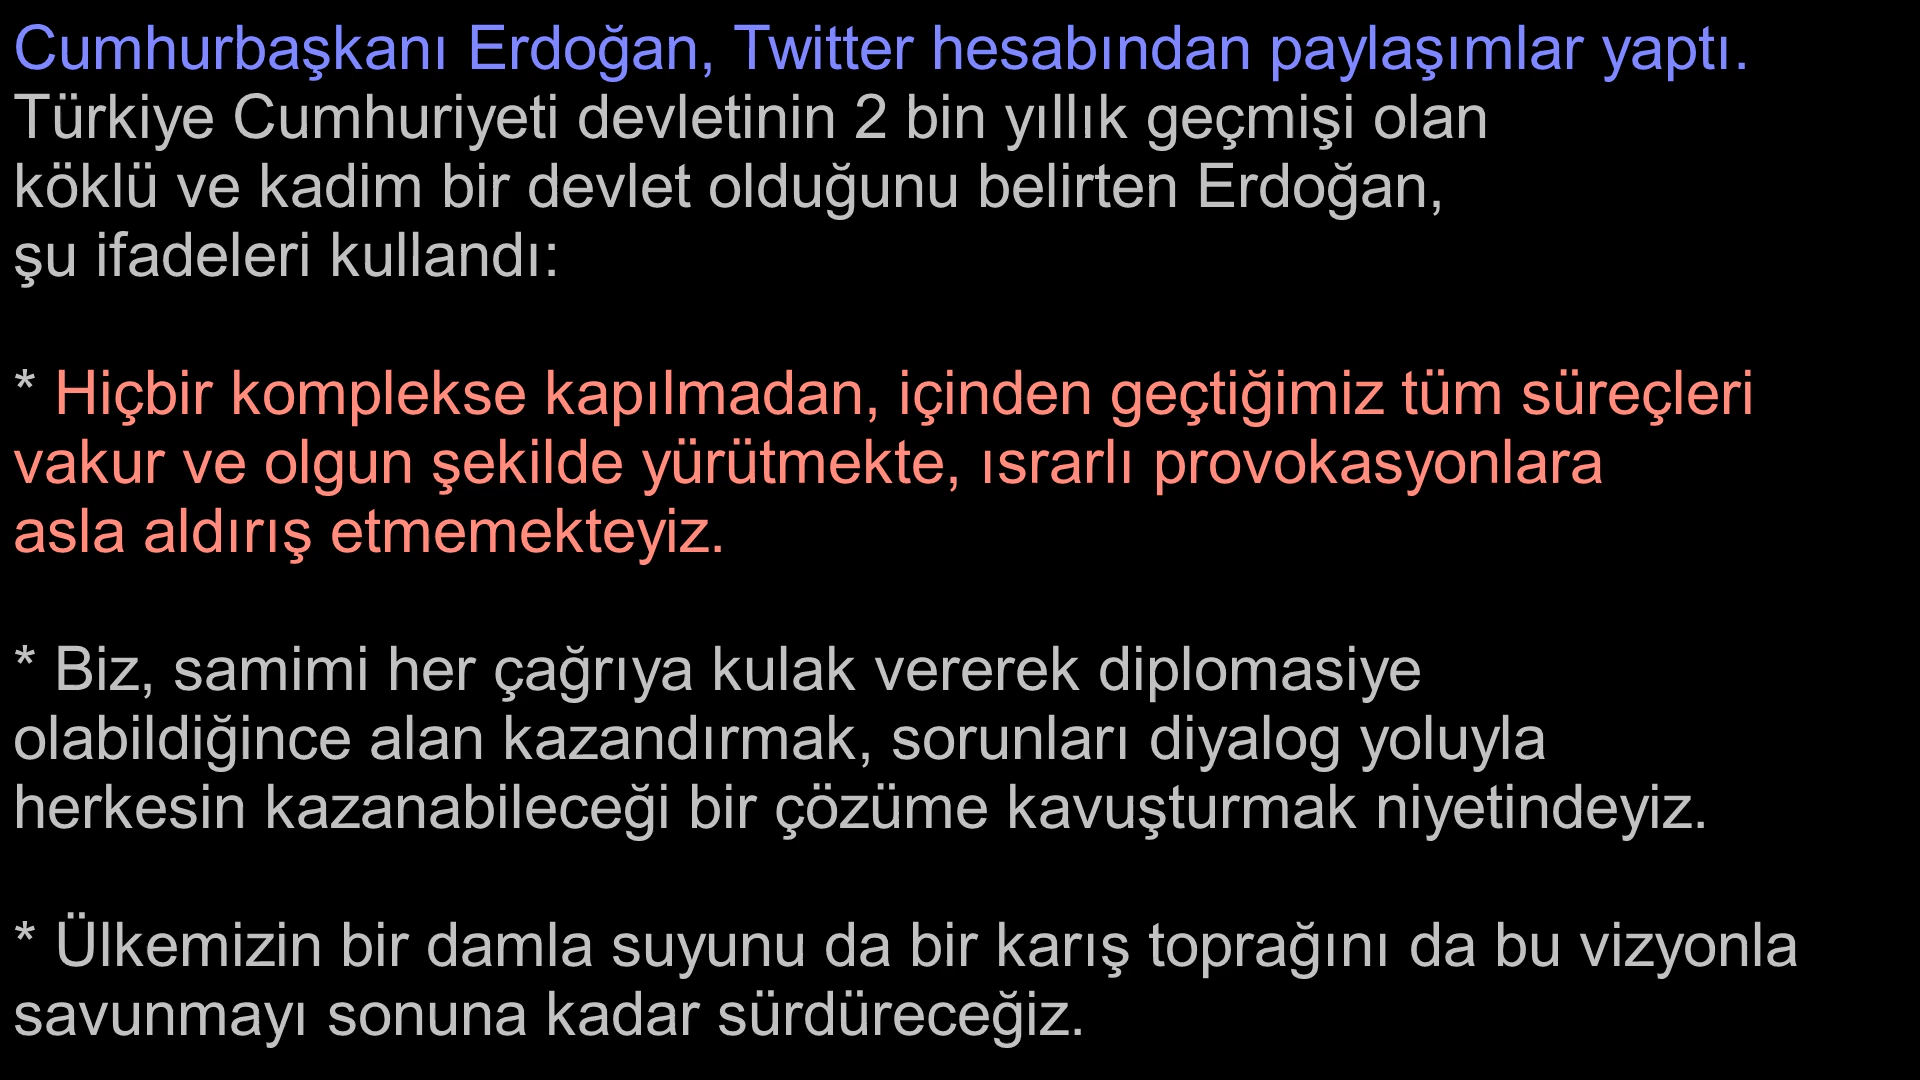 Cumhurbaşkanı Erdoğan, Twitter hesabından paylaşımlar yaptı.
Türkiye Cumhuriyeti devletinin 2 bin yıllık geçmişi olan
köklü ve kadim bir devlet olduğunu belirten Erdoğan,
şu ifadeleri kullandı:
* Hiçbir komplekse kapılmadan, içinden geçtiğimiz tüm süreçleri
vakur ve olgun şekilde yürütmekte, ısrarlı provokasyonlara
asla aldırış etmemekteyiz.
* Biz, samimi her çağrıya kulak vererek diplomasiye
olabildiğince alan kazandırmak, sorunları diyalog yoluyla
herkesin kazanabileceği bir çözüme kavuşturmak niyetindeyiz.
* Ülkemizin bir damla suyunu da bir karış toprağını da bu vizyonla
savunmayı sonuna kadar sürdüreceğiz.